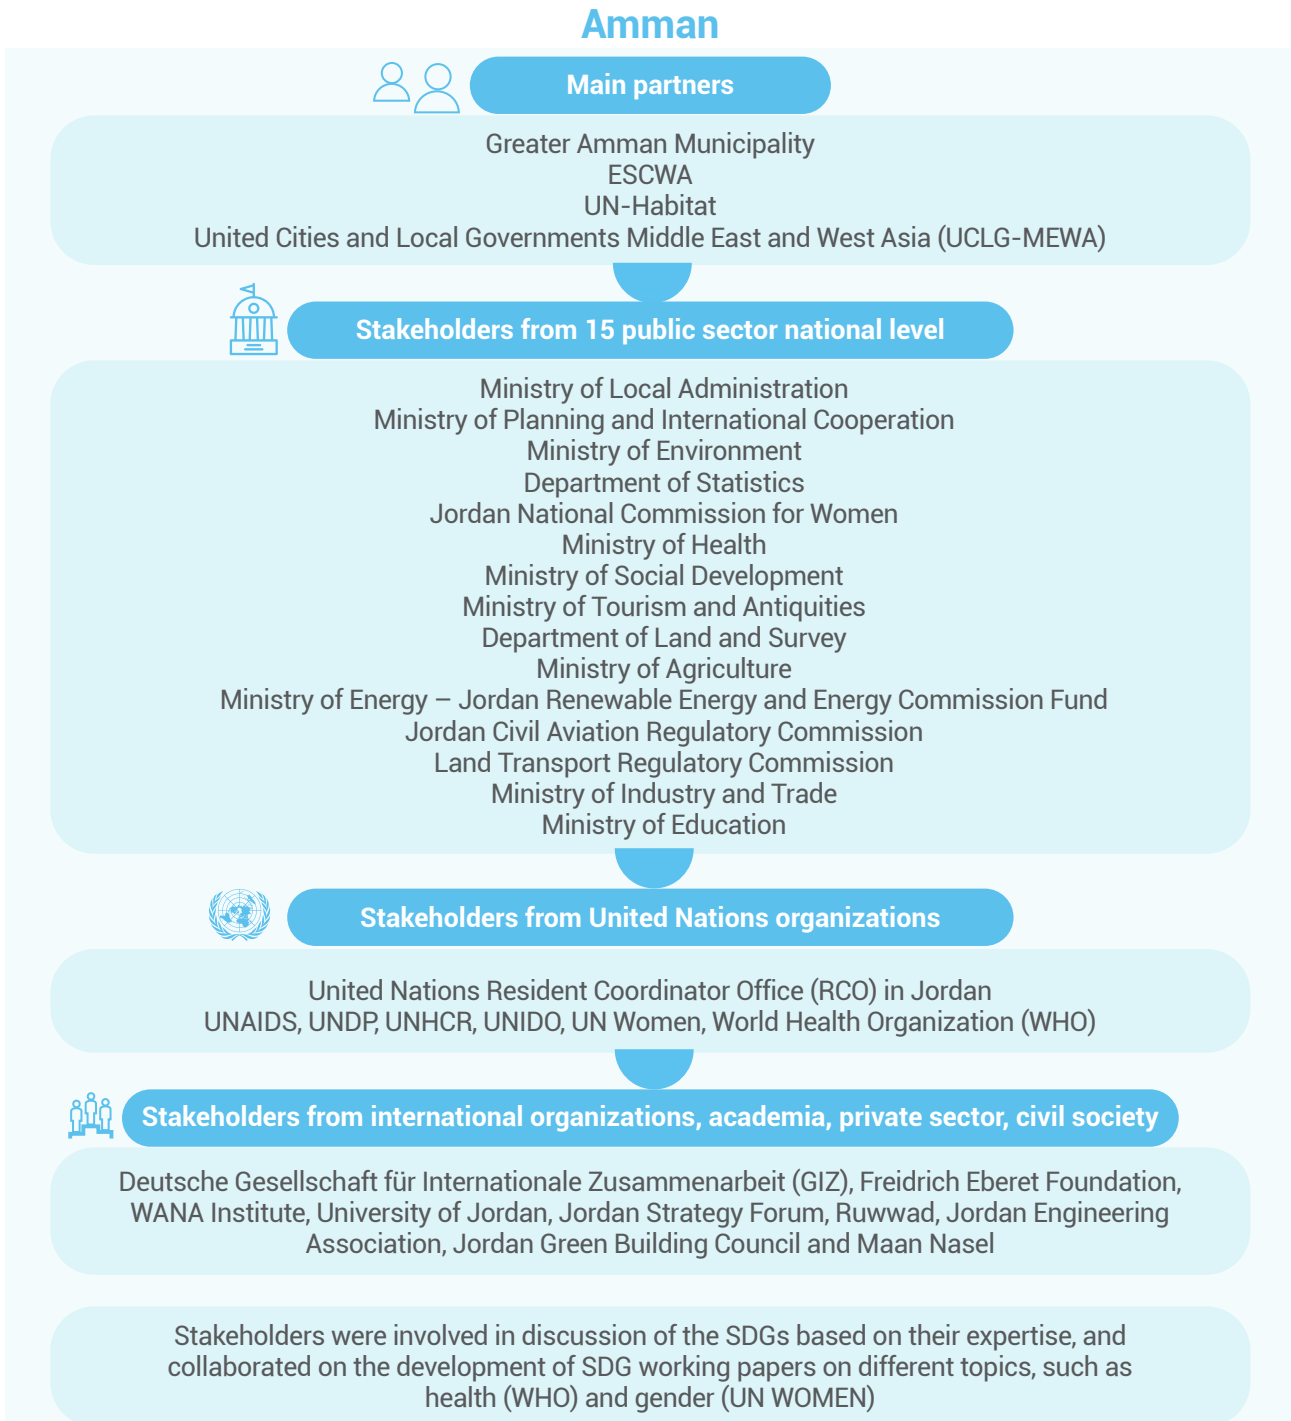 Amman
Main partners
Greater Amman Municipality
ESCWA
UN-Habitat
United Cities and Local Governments Middle East and West Asia (UCLG-MEWA)
Stakeholders from 15 public sector national level
Ministry of Local Administration
Ministry of Planning and International Cooperation
Ministry of Environment
Department of Statistics
Jordan National Commission for Women
Ministry of Health
Ministry of Social Development
Ministry of Tourism and Antiquities
Department of Land and Survey
Ministry of Agriculture
Ministry of Energy – Jordan Renewable Energy and Energy Commission Fund
Jordan Civil Aviation Regulatory Commission
Land Transport Regulatory Commission
Ministry of Industry and Trade
Ministry of Education
Stakeholders from United Nations organizations
United Nations Resident Coordinator Office (RCO) in Jordan
UNAIDS, UNDP, UNHCR, UNIDO, UN Women, World Health Organization (WHO)
Stakeholders from international organizations, academia, private sector, civil society
Deutsche Gesellschaft für Internationale Zusammenarbeit (GIZ), Freidrich Eberet Foundation,
WANA Institute, University of Jordan, Jordan Strategy Forum, Ruwwad, Jordan Engineering
Association, Jordan Green Building Council and Maan Nasel
Stakeholders were involved in discussion of the SDGs based on their expertise, and
collaborated on the development of SDG working papers on different topics, such as
health (WHO) and gender (UN WOMEN)